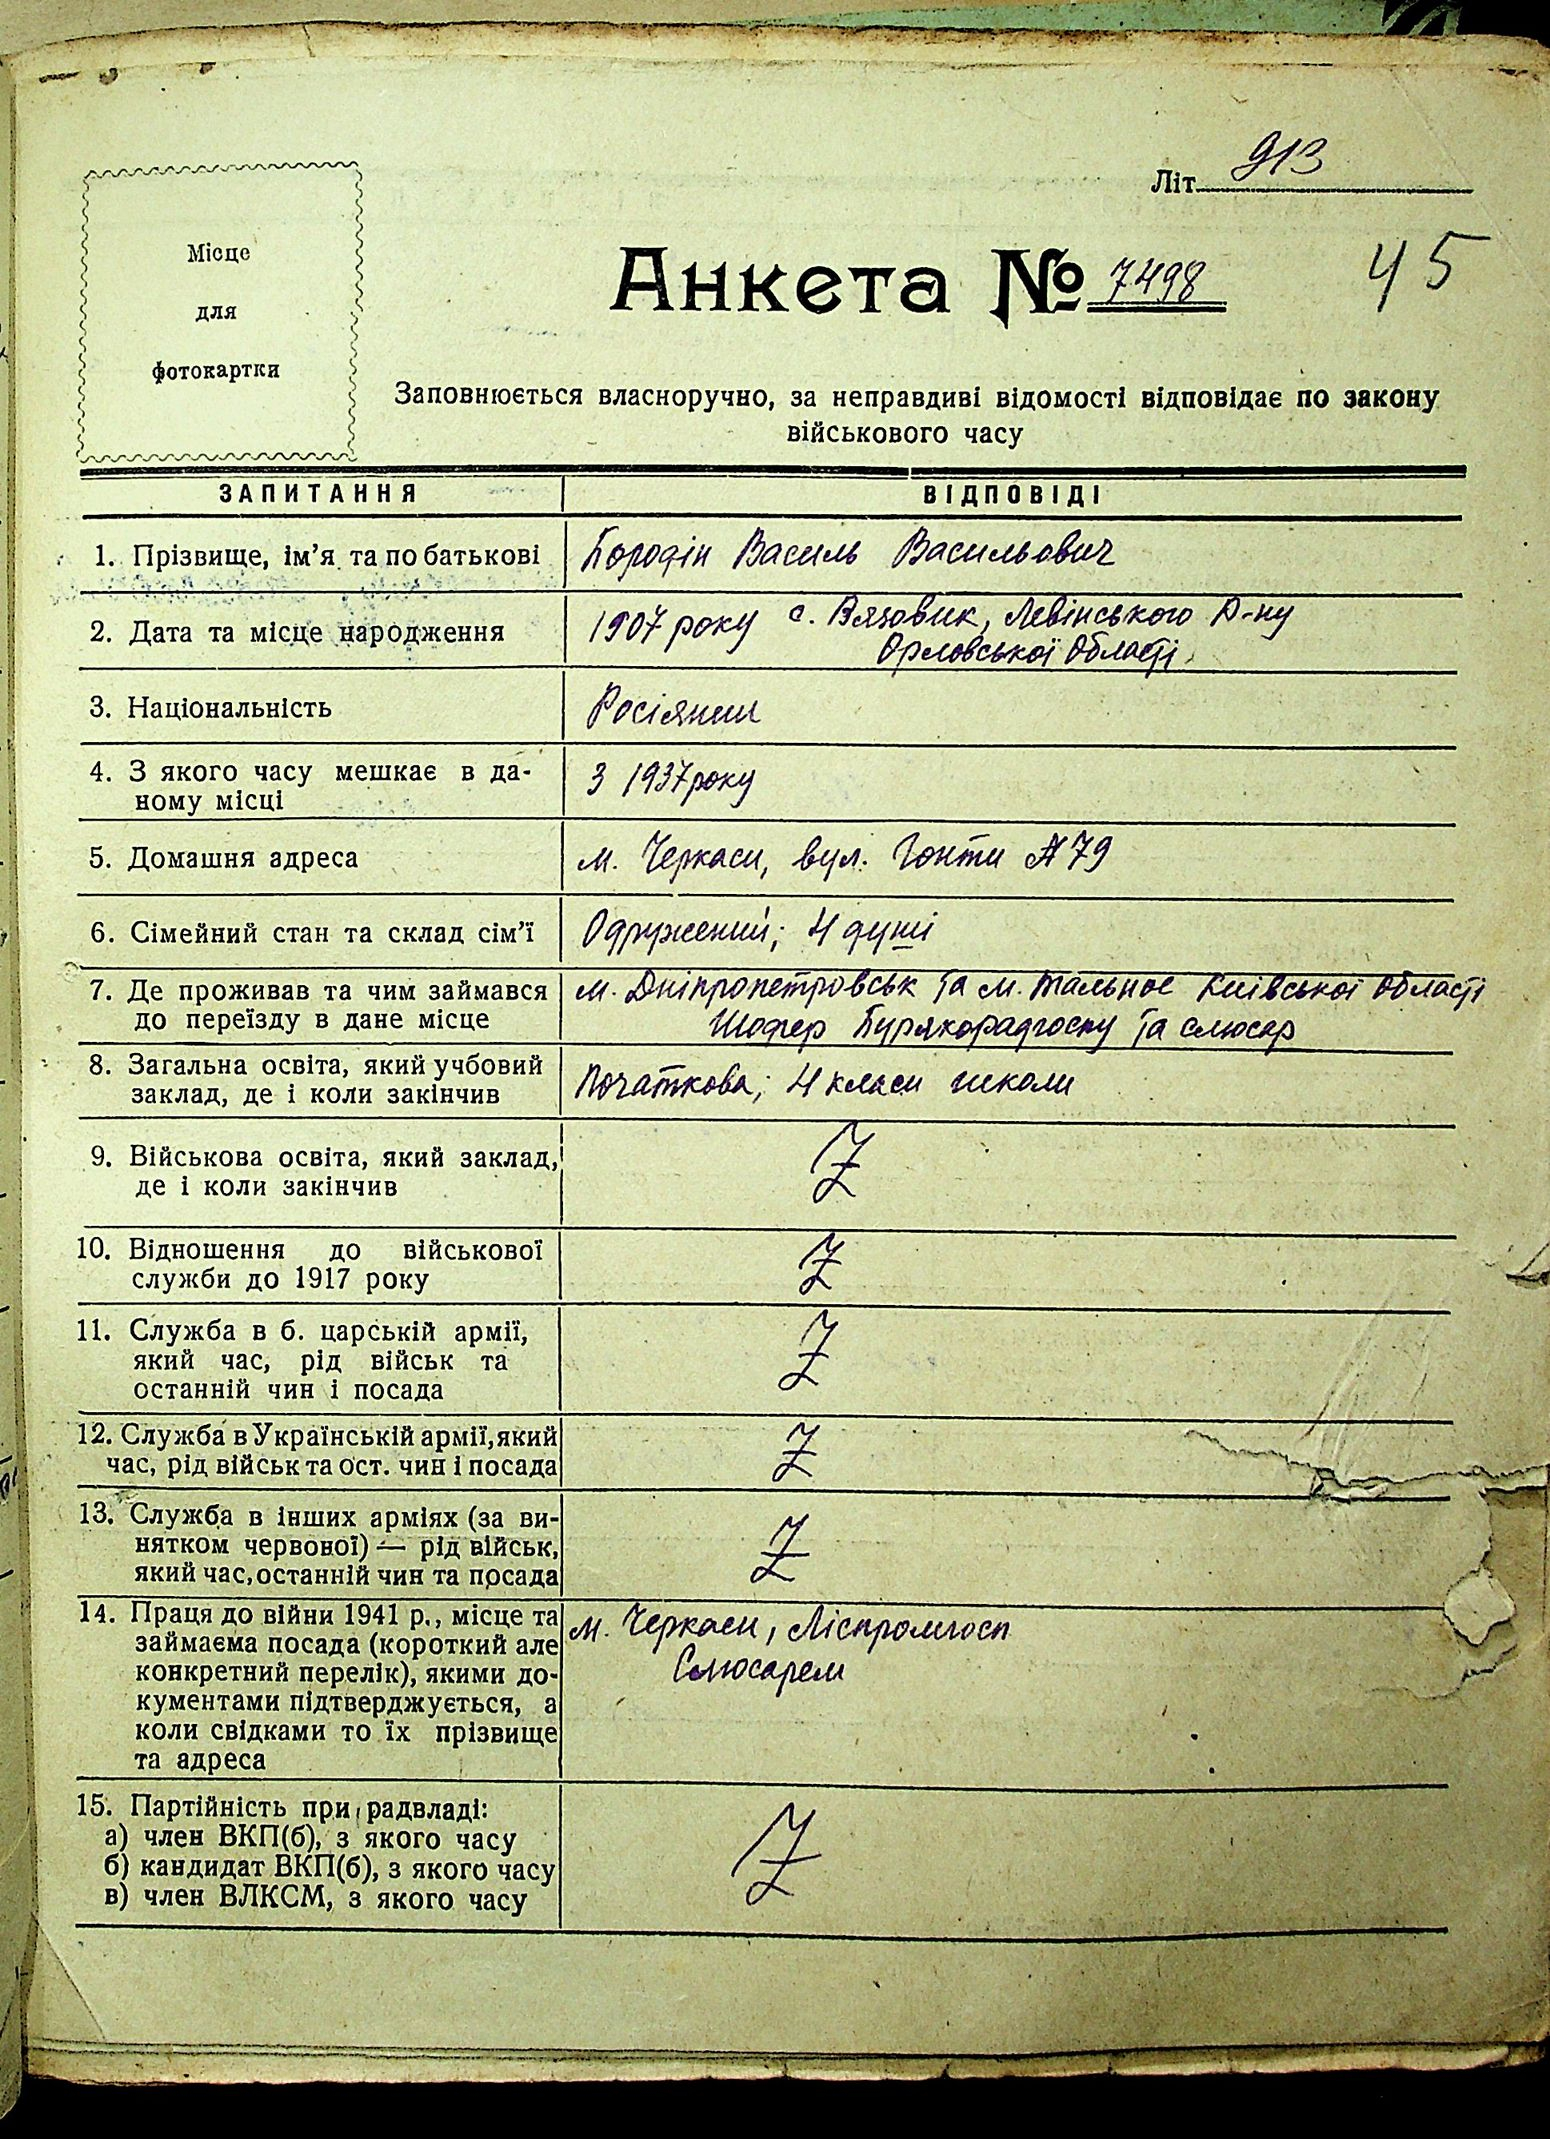 Літ. 913
Місце
для
фотокартки
Анкета № 7498
45
Заповнюється власноручно, за неправдиві відомості відповідає по закону
військового часу
ЗАПИТАННЯ ВІДПОВІДІ
1. Прізвище, ім’я та по батькові Бородін Василь Васильович
2. Дата та місце народження 1907 року с. Вязовик, Левінського Р-ну
Орловської Області
3. Національність Росіянин
4. З якого часу мешкає в да-
ному місці
З 1937 року
5. Домашня адреса м. Черкаси, вул. Гонти № 79
6. Сімейний стан та склад сім’ї Одружений; 4 душі
7. Де проживав та чим займався
до переїзду в дане місце
м. Дніпропетровськ та м. Тальное Київської Області
Шофер Бурякорадгоспу та слюсар
8. Загальна освіта, який учбовий
заклад, де і коли закінчив
Початкова; 4 класи школи
9. Військова освіта, який заклад,
де і коли закінчив
Z
10. Відношення до військової
служби до 1917 року
Z
11. Служба в б. царській армії,
який час, рід військ та
останній чин і посада
Z
12. Служба в Українській армії, який
час, рід військ та ост. чин і посада
Z
13. Служба в інших арміях (за ви-
нятком червоної) — рід військ,
який час, останній чин та посада
Z
14. Праця до війни 1941 р., місце та
займаєма посада (короткий але
конкретний перелік), якими до-
кументами підтверджується, а
коли свідками то їх прізвище
та адреса
м. Черкаси, Ліспромгосп
Слюсарем
15. Партійність при радвладі:
а) член ВКП(б), з якого часу
б) кандидат ВКП(б), з якого часу
в) член ВЛКСМ, з якого часу
Z